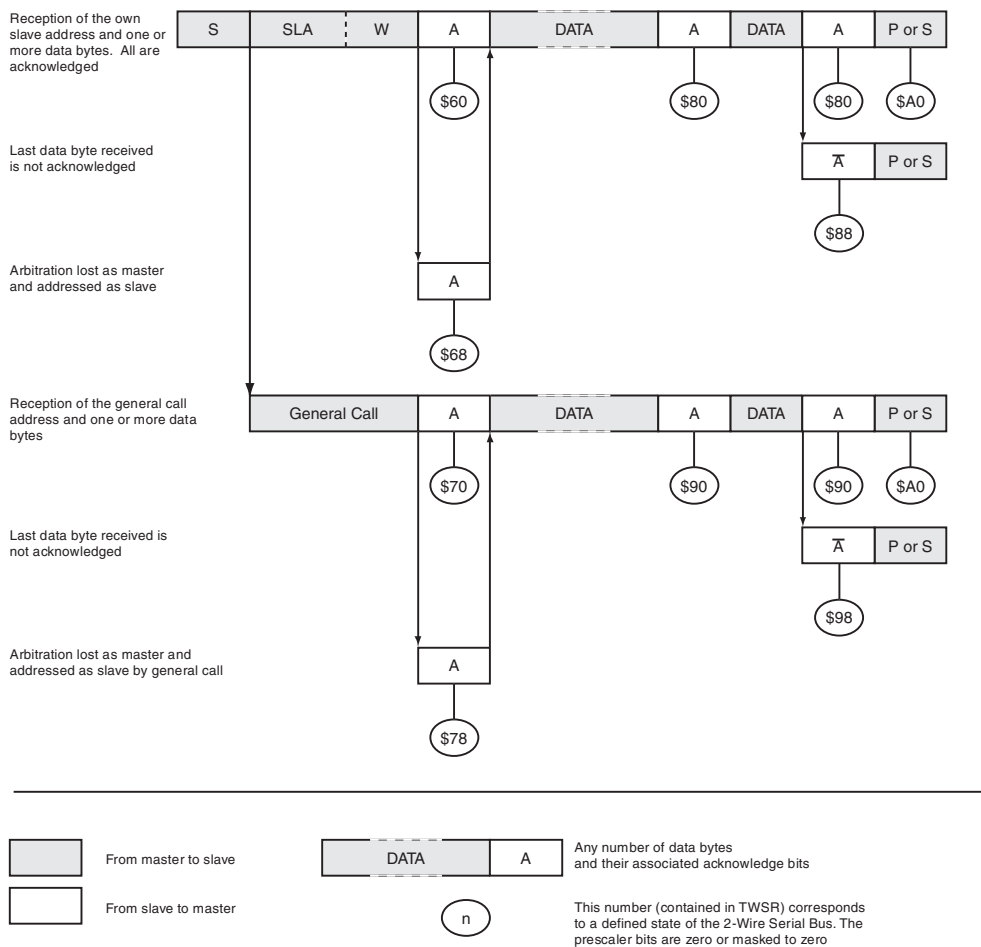 Reception of the own
slave address and one or
more data bytes. All are
acknowledged
S SLA W A DATA A DATA A P or S
$60 $80 $80 $A0
Last data byte received
is not acknowledged
A̅ P or S
$88
Arbitration lost as master
and addressed as slave
A
$68
Reception of the general call
address and one or more data
bytes
General Call A DATA A DATA A P or S
$70 $90 $90 $A0
Last data byte received is
not acknowledged
A̅ P or S
$98
Arbitration lost as master and
addressed as slave by general call
A
$78
From master to slave
DATA A
Any number of data bytes
and their associated acknowledge bits
From slave to master
n
This number (contained in TWSR) corresponds
to a defined state of the 2-Wire Serial Bus. The
prescaler bits are zero or masked to zero